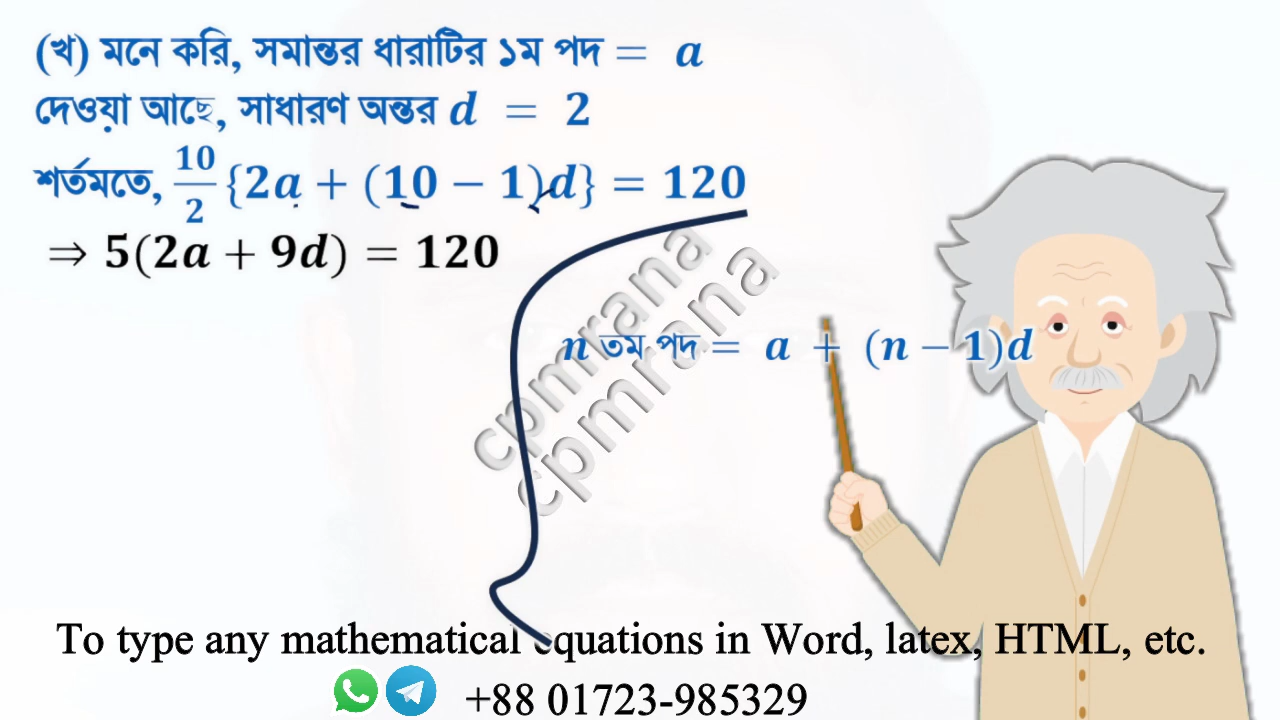 (খ) মনে করি, সমান্তর ধারাটির ১ম পদ = a
দেওয়া আছে, সাধারণ অন্তর d = 2
শর্তমতে, 10/2 {2a + (10 − 1)d} = 120
⇒ 5(2a + 9d) = 120
cpmrana
cpmrana
n তম পদ = a + (n − 1)d
To type any mathematical equations in Word, latex, HTML, etc.
+88 01723-985329